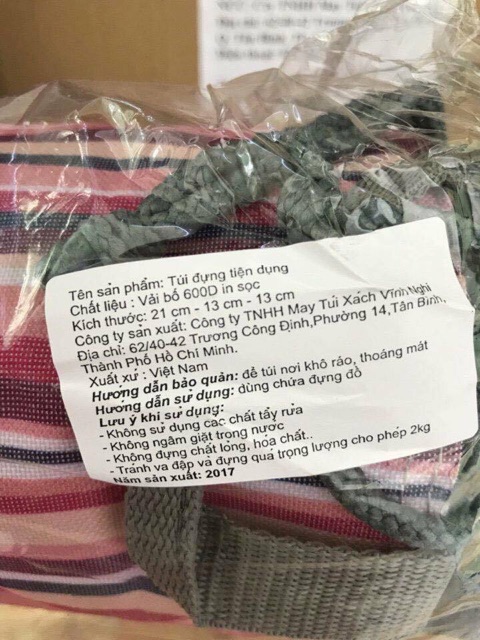 Tên sản phẩm: Túi đựng tiện dụng
Chất liệu : Vải bố 600D in sọc
Kích thước: 21 cm - 13 cm - 13 cm
Công ty sản xuất: Công ty TNHH May Túi Xách Vĩnh Nghi
Địa chỉ: 62/40-42 Trương Công Định,Phường 14,Tân Bình,
Thành Phố Hồ Chí Minh.
Xuất xứ : Việt Nam
Hướng dẫn bảo quản: để túi nơi khô ráo, thoáng mát
Hướng dẫn sử dụng: dùng chứa đựng đồ
Lưu ý khi sử dụng:
- Không sử dụng các chất tẩy rửa
- Không ngâm giặt trong nước
- Không đựng chất lỏng, hóa chất..
- Tránh va đập và đựng quá trọng lượng cho phép 2kg
Năm sản xuất: 2017